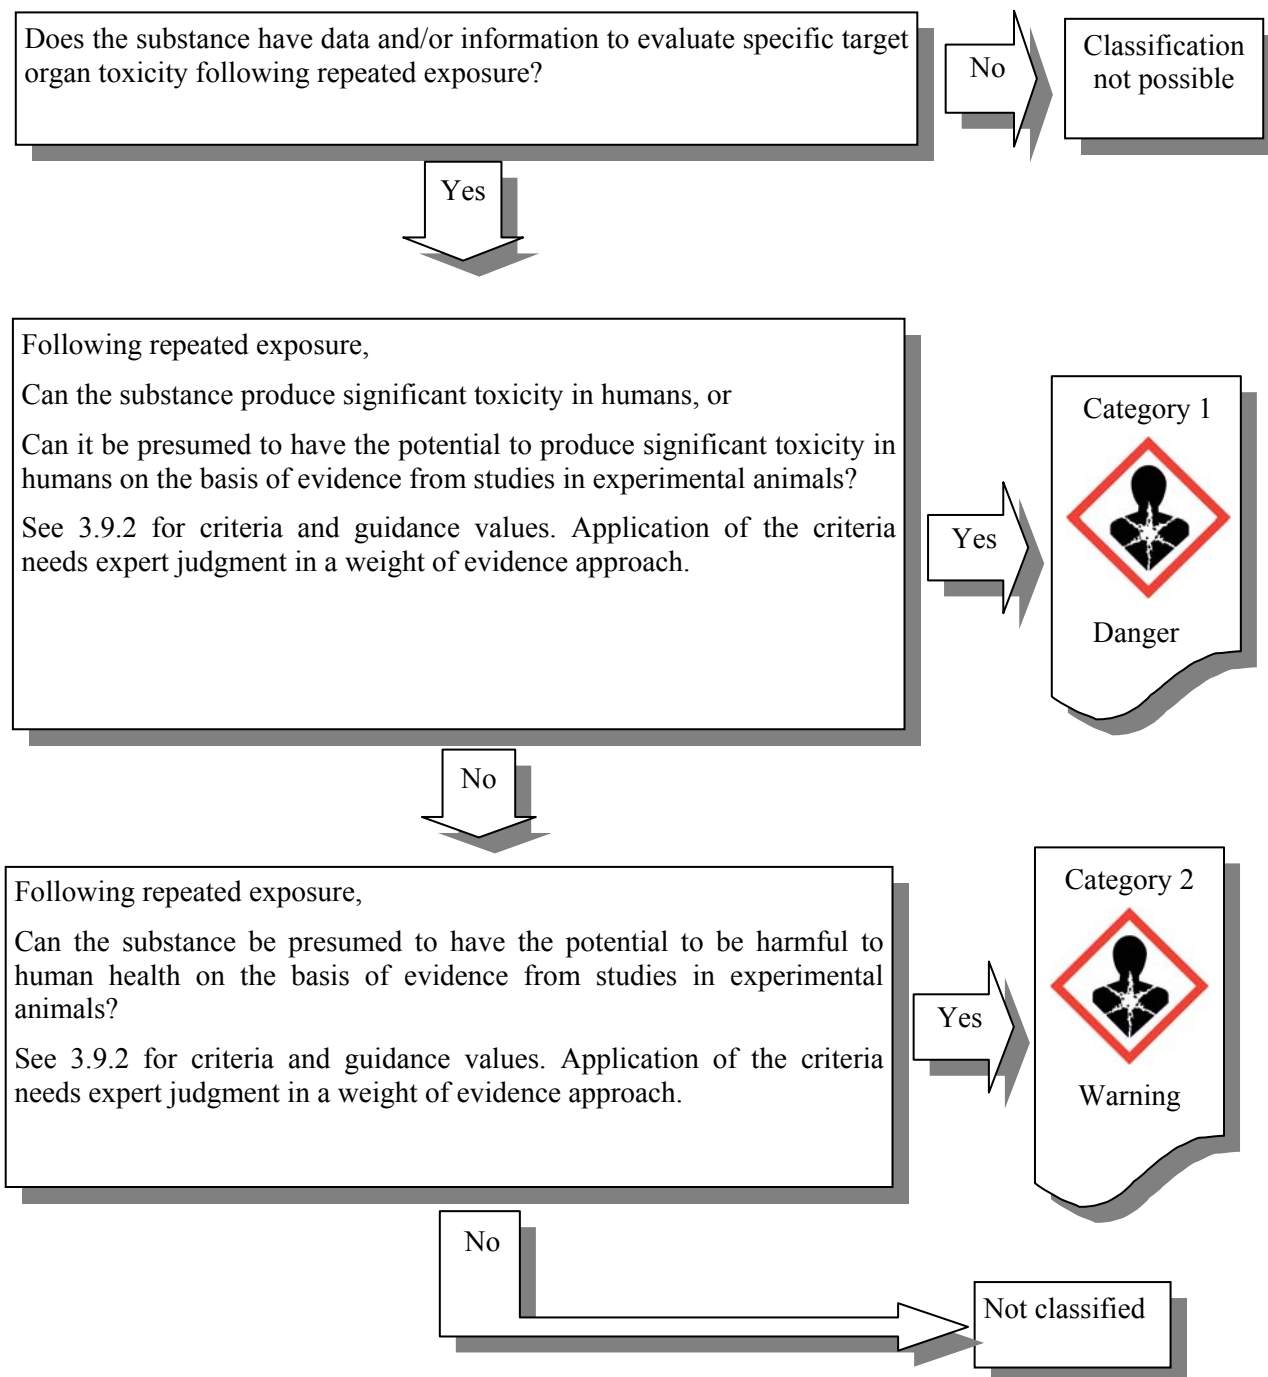 Does the substance have data and/or information to evaluate specific target
organ toxicity following repeated exposure?
No
Classification
not possible
Yes
Following repeated exposure,
Can the substance produce significant toxicity in humans, or
Can it be presumed to have the potential to produce significant toxicity in
humans on the basis of evidence from studies in experimental animals?
See 3.9.2 for criteria and guidance values. Application of the criteria
needs expert judgment in a weight of evidence approach.
Yes
Category 1
Danger
No
Following repeated exposure,
Can the substance be presumed to have the potential to be harmful to
human health on the basis of evidence from studies in experimental
animals?
See 3.9.2 for criteria and guidance values. Application of the criteria
needs expert judgment in a weight of evidence approach.
Yes
Category 2
Warning
No
Not classified